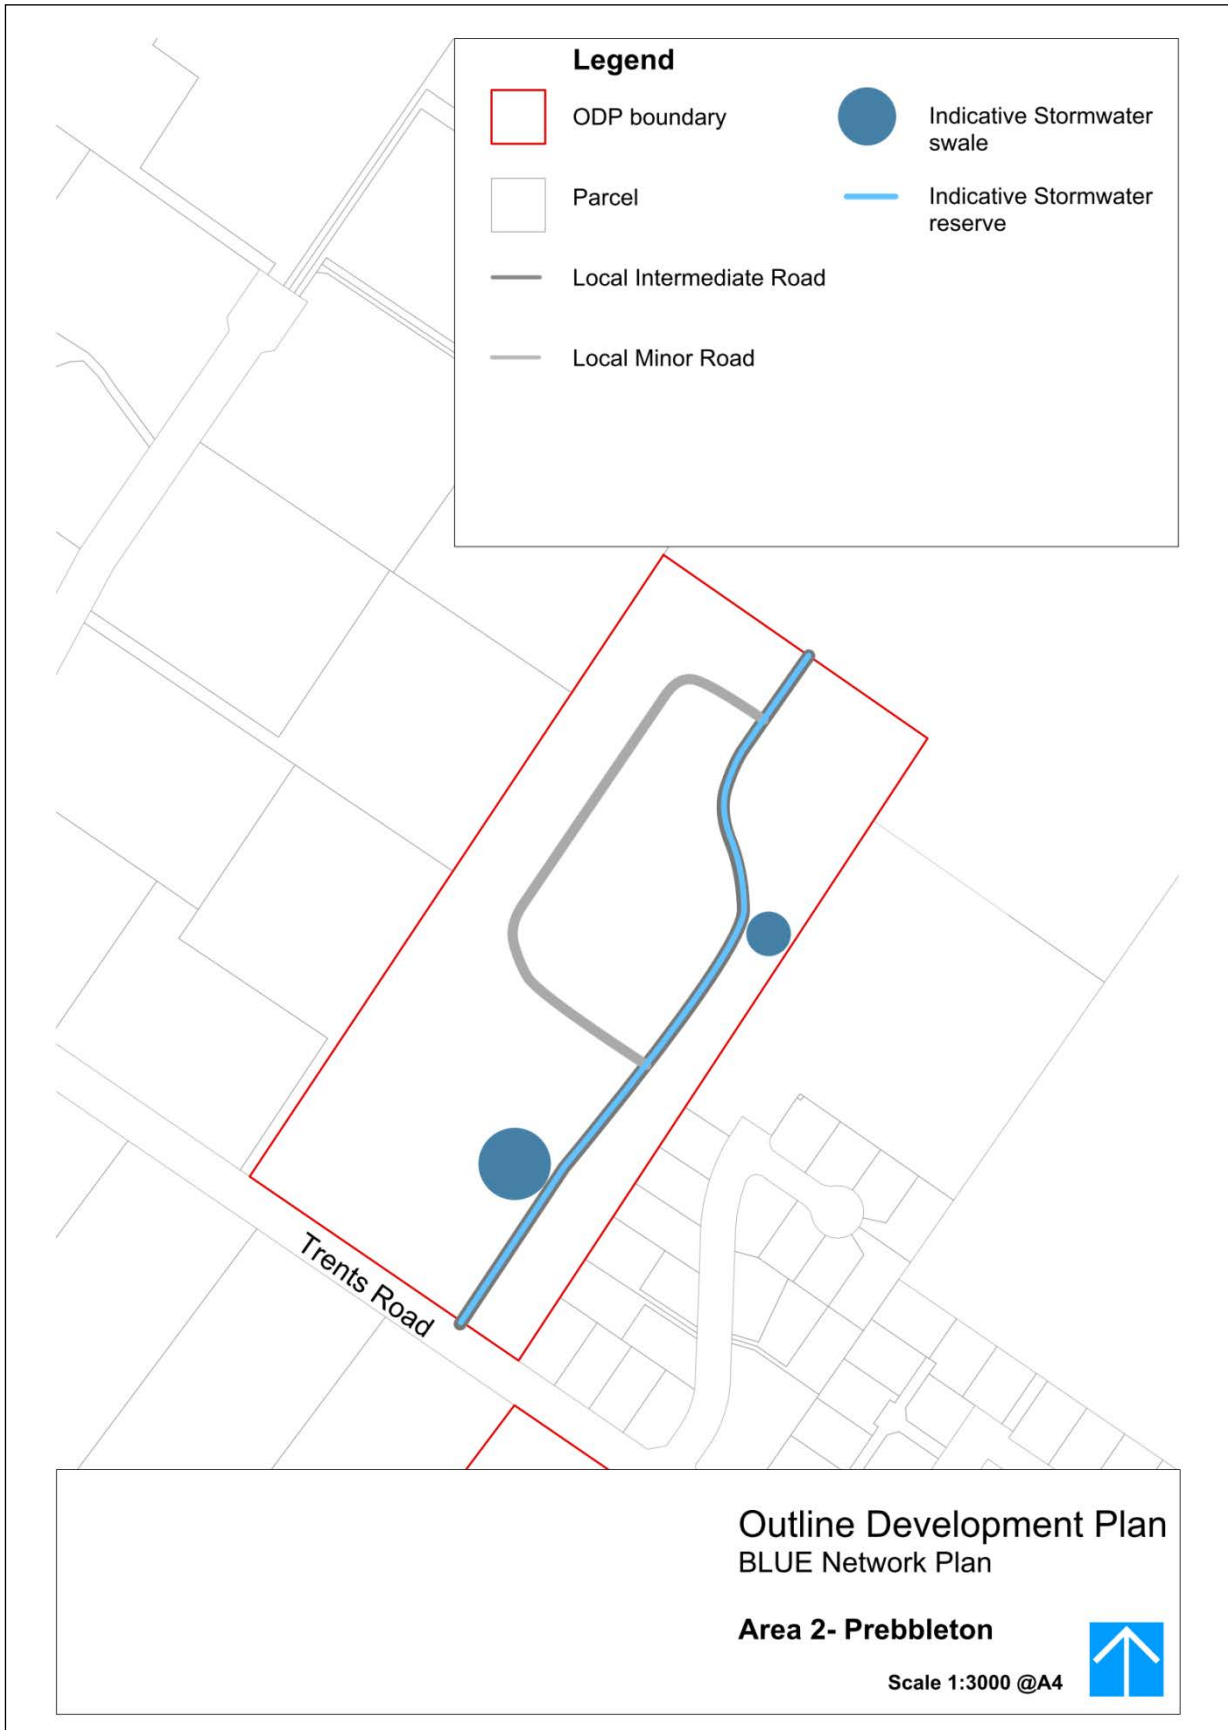 Legend
ODP boundary
Parcel
Local Intermediate Road
Local Minor Road
Indicative Stormwater
swale
Indicative Stormwater
reserve
Trents Road
Outline Development Plan
BLUE Network Plan
Area 2- Prebbleton
Scale 1:3000 @A4